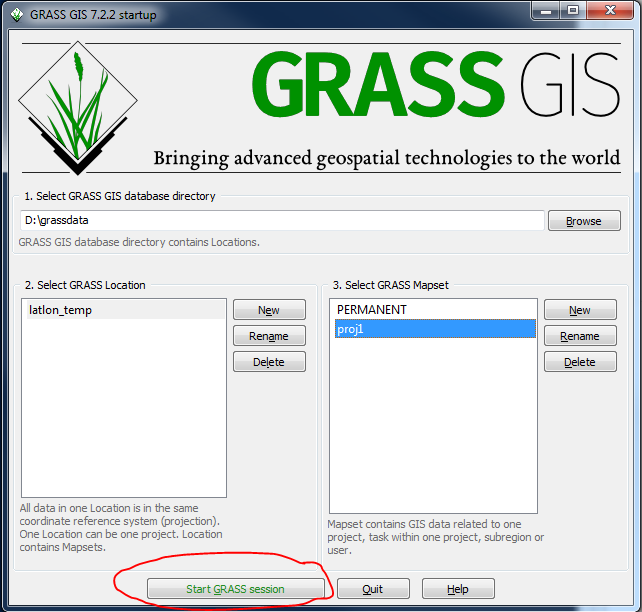 GRASS GIS 7.2.2 startup
GRASS GIS
Bringing advanced geospatial technologies to the world
1. Select GRASS GIS database directory
D:\grassdata
Browse
GRASS GIS database directory contains Locations.
2. Select GRASS Location
latlon_temp
New
Rename
Delete
All data in one Location is in the same
coordinate reference system (projection).
One Location can be one project. Location
contains Mapsets.
3. Select GRASS Mapset
PERMANENT
proj1
New
Rename
Delete
Mapset contains GIS data related to one
project, task within one project, subregion or
user.
Start GRASS session
Quit
Help